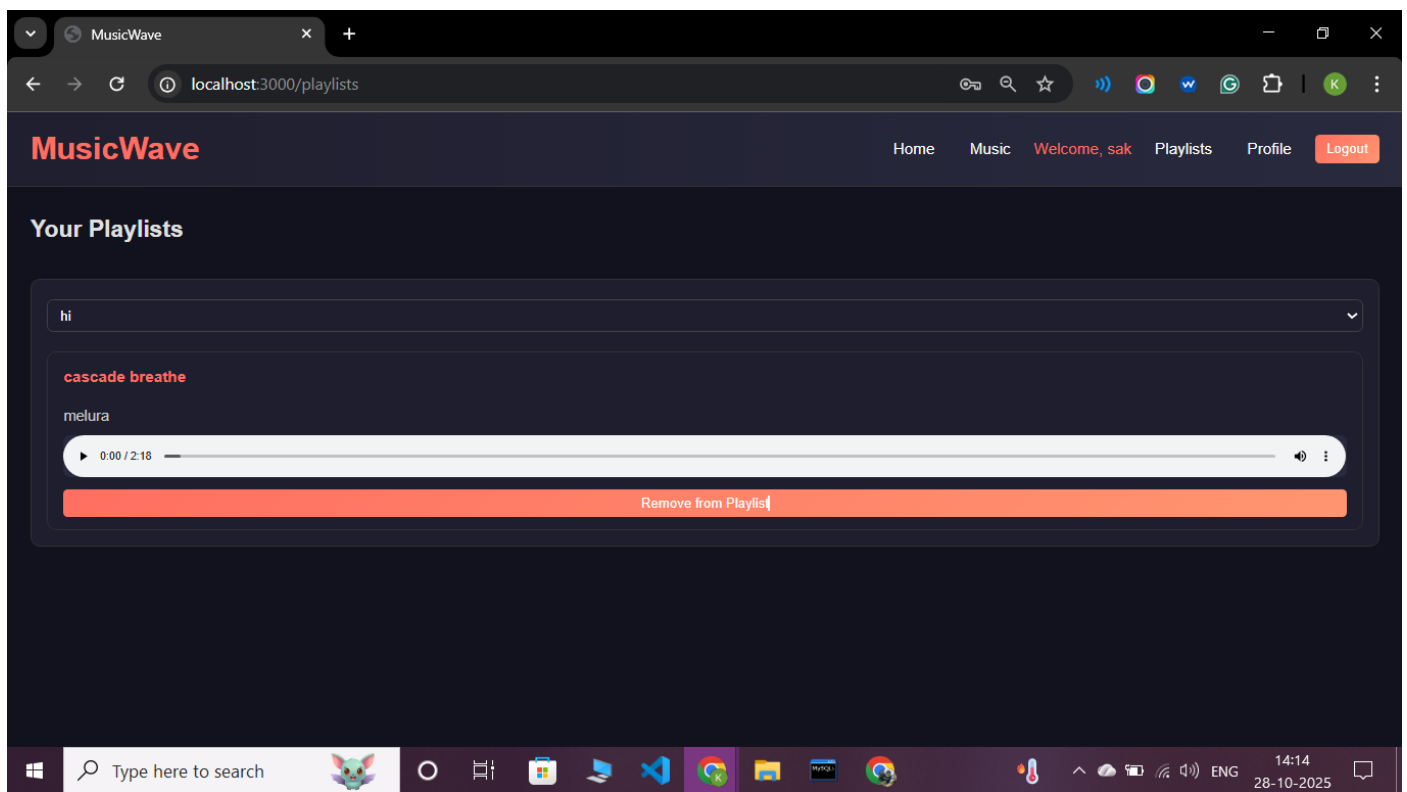 MusicWave
localhost:3000/playlists
K
MusicWave
Home Music Welcome, sak Playlists Profile Logout
Your Playlists
hi
cascade breathe
melura
0:00 / 2:18
Remove from Playlist
Type here to search
K
MySQL
ENG
14:14
28-10-2025